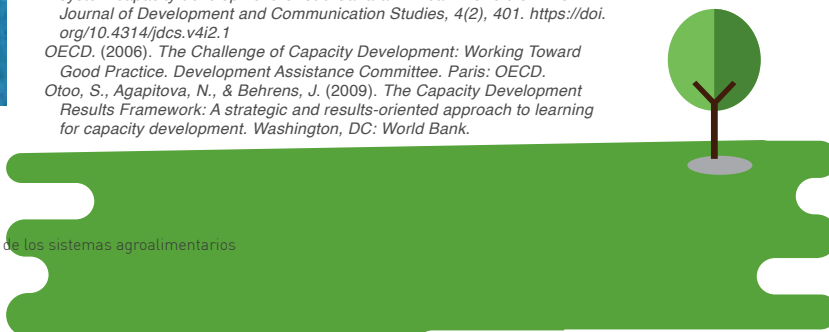 Journal of Development and Communication Studies, 4(2), 401. https://doi.
org/10.4314/jdcs.v4i2.1
OECD. (2006). The Challenge of Capacity Development: Working Toward
Good Practice. Development Assistance Committee. Paris: OECD.
Otoo, S., Agapitova, N., & Behrens, J. (2009). The Capacity Development
Results Framework: A strategic and results-oriented approach to learning
for capacity development. Washington, DC: World Bank.
de los sistemas agroalimentarios